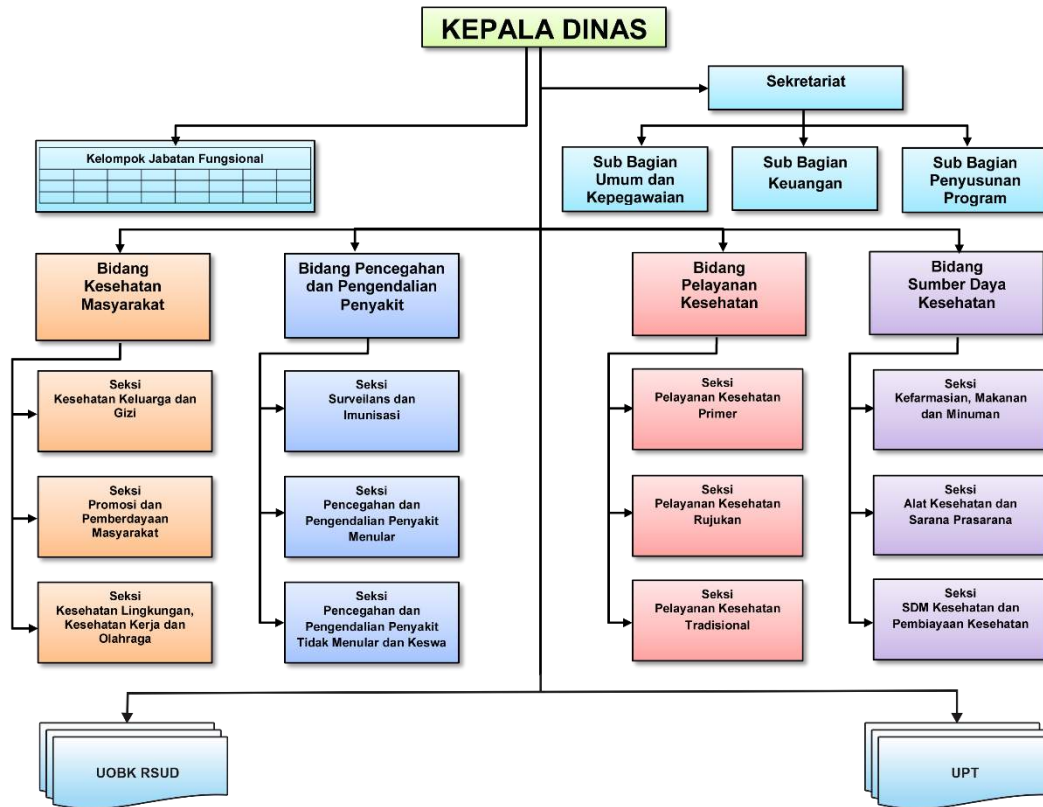 KEPALA DINAS
Sekretariat
Kelompok Jabatan Fungsional
Sub Bagian
Umum dan
Kepegawaian
Sub Bagian
Keuangan
Sub Bagian
Penyusunan
Program
Bidang
Kesehatan
Masyarakat
Bidang Pencegahan
dan Pengendalian
Penyakit
Bidang
Pelayanan
Kesehatan
Bidang
Sumber Daya
Kesehatan
Seksi
Kesehatan Keluarga dan
Gizi
Seksi
Surveilans dan
Imunisasi
Seksi
Pelayanan Kesehatan
Primer
Seksi
Kefarmasian, Makanan
dan Minuman
Seksi
Promosi dan
Pemberdayaan
Masyarakat
Seksi
Pencegahan dan
Pengendalian Penyakit
Menular
Seksi
Pelayanan Kesehatan
Rujukan
Seksi
Alat Kesehatan dan
Sarana Prasarana
Seksi
Kesehatan Lingkungan,
Kesehatan Kerja dan
Olahraga
Seksi
Pencegahan dan
Pengendalian Penyakit
Tidak Menular dan Keswa
Seksi
Pelayanan Kesehatan
Tradisional
Seksi
SDM Kesehatan dan
Pembiayaan Kesehatan
UOBK RSUD
UPT